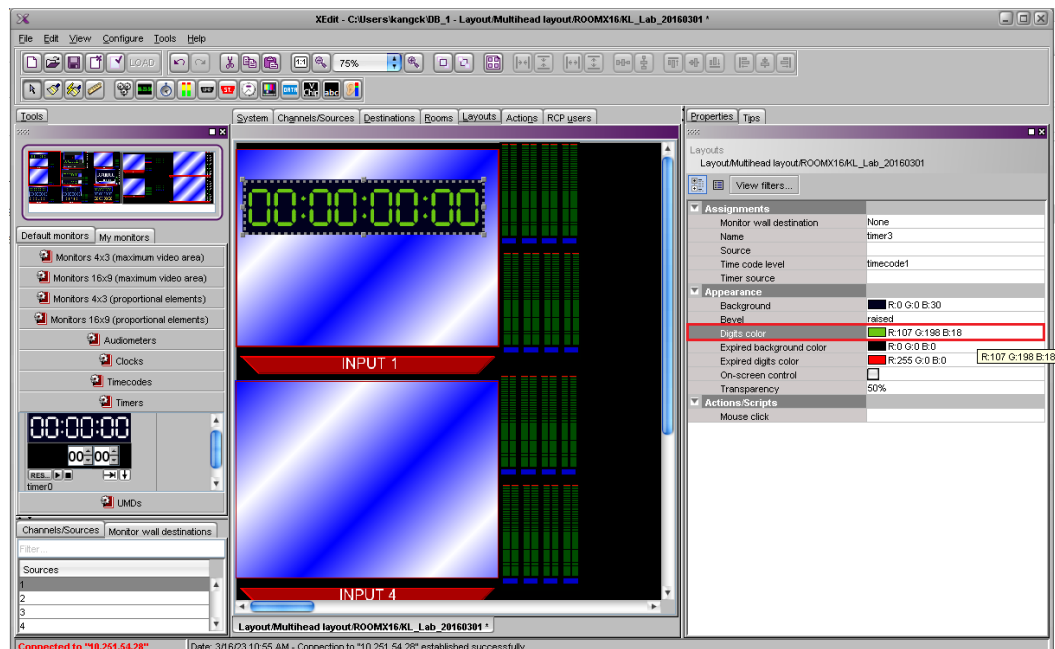 XEdit - C:\Users\kangck\DB_1 - Layout/Multihead layout/ROOMX16/KL_Lab_20160301 *
File Edit View Configure Tools Help
LOAD 1:1 75%
UMD 57. DATA V chip abc
Tools
System Channels/Sources Destinations Rooms Layouts Actions RCP users
Properties Tips
Layouts
Layout/Multihead layout/ROOMX16/KL_Lab_20160301
View filters...
Default monitors My monitors
Monitors 4x3 (maximum video area)
Monitors 16x9 (maximum video area)
Monitors 4x3 (proportional elements)
Monitors 16x9 (proportional elements)
Audiometers
Clocks
Timecodes
Timers
00:00:00
00 00
RES...
timer0
UMDs
Channels/Sources Monitor wall destinations
Filter...
Sources
1
2
3
4
00:00:00:00
INPUT 1
INPUT 4
Layout/Multihead layout/ROOMX16/KL_Lab_20160301 *
Assignments
Monitor wall destination None
Name timer3
Source
Time code level timecode1
Timer source
Appearance
Background R:0 G:0 B:30
Bevel raised
Digits color R:107 G:198 B:18
Expired background color R:0 G:0 B:0
R:107 G:198 B:18
Expired digits color R:255 G:0 B:0
On-screen control
Transparency 50%
Actions/Scripts
Mouse click
Connected to "10.251.54.28" Date: 3/16/23 10:55 AM - Connection to "10.251.54.28" established successfully